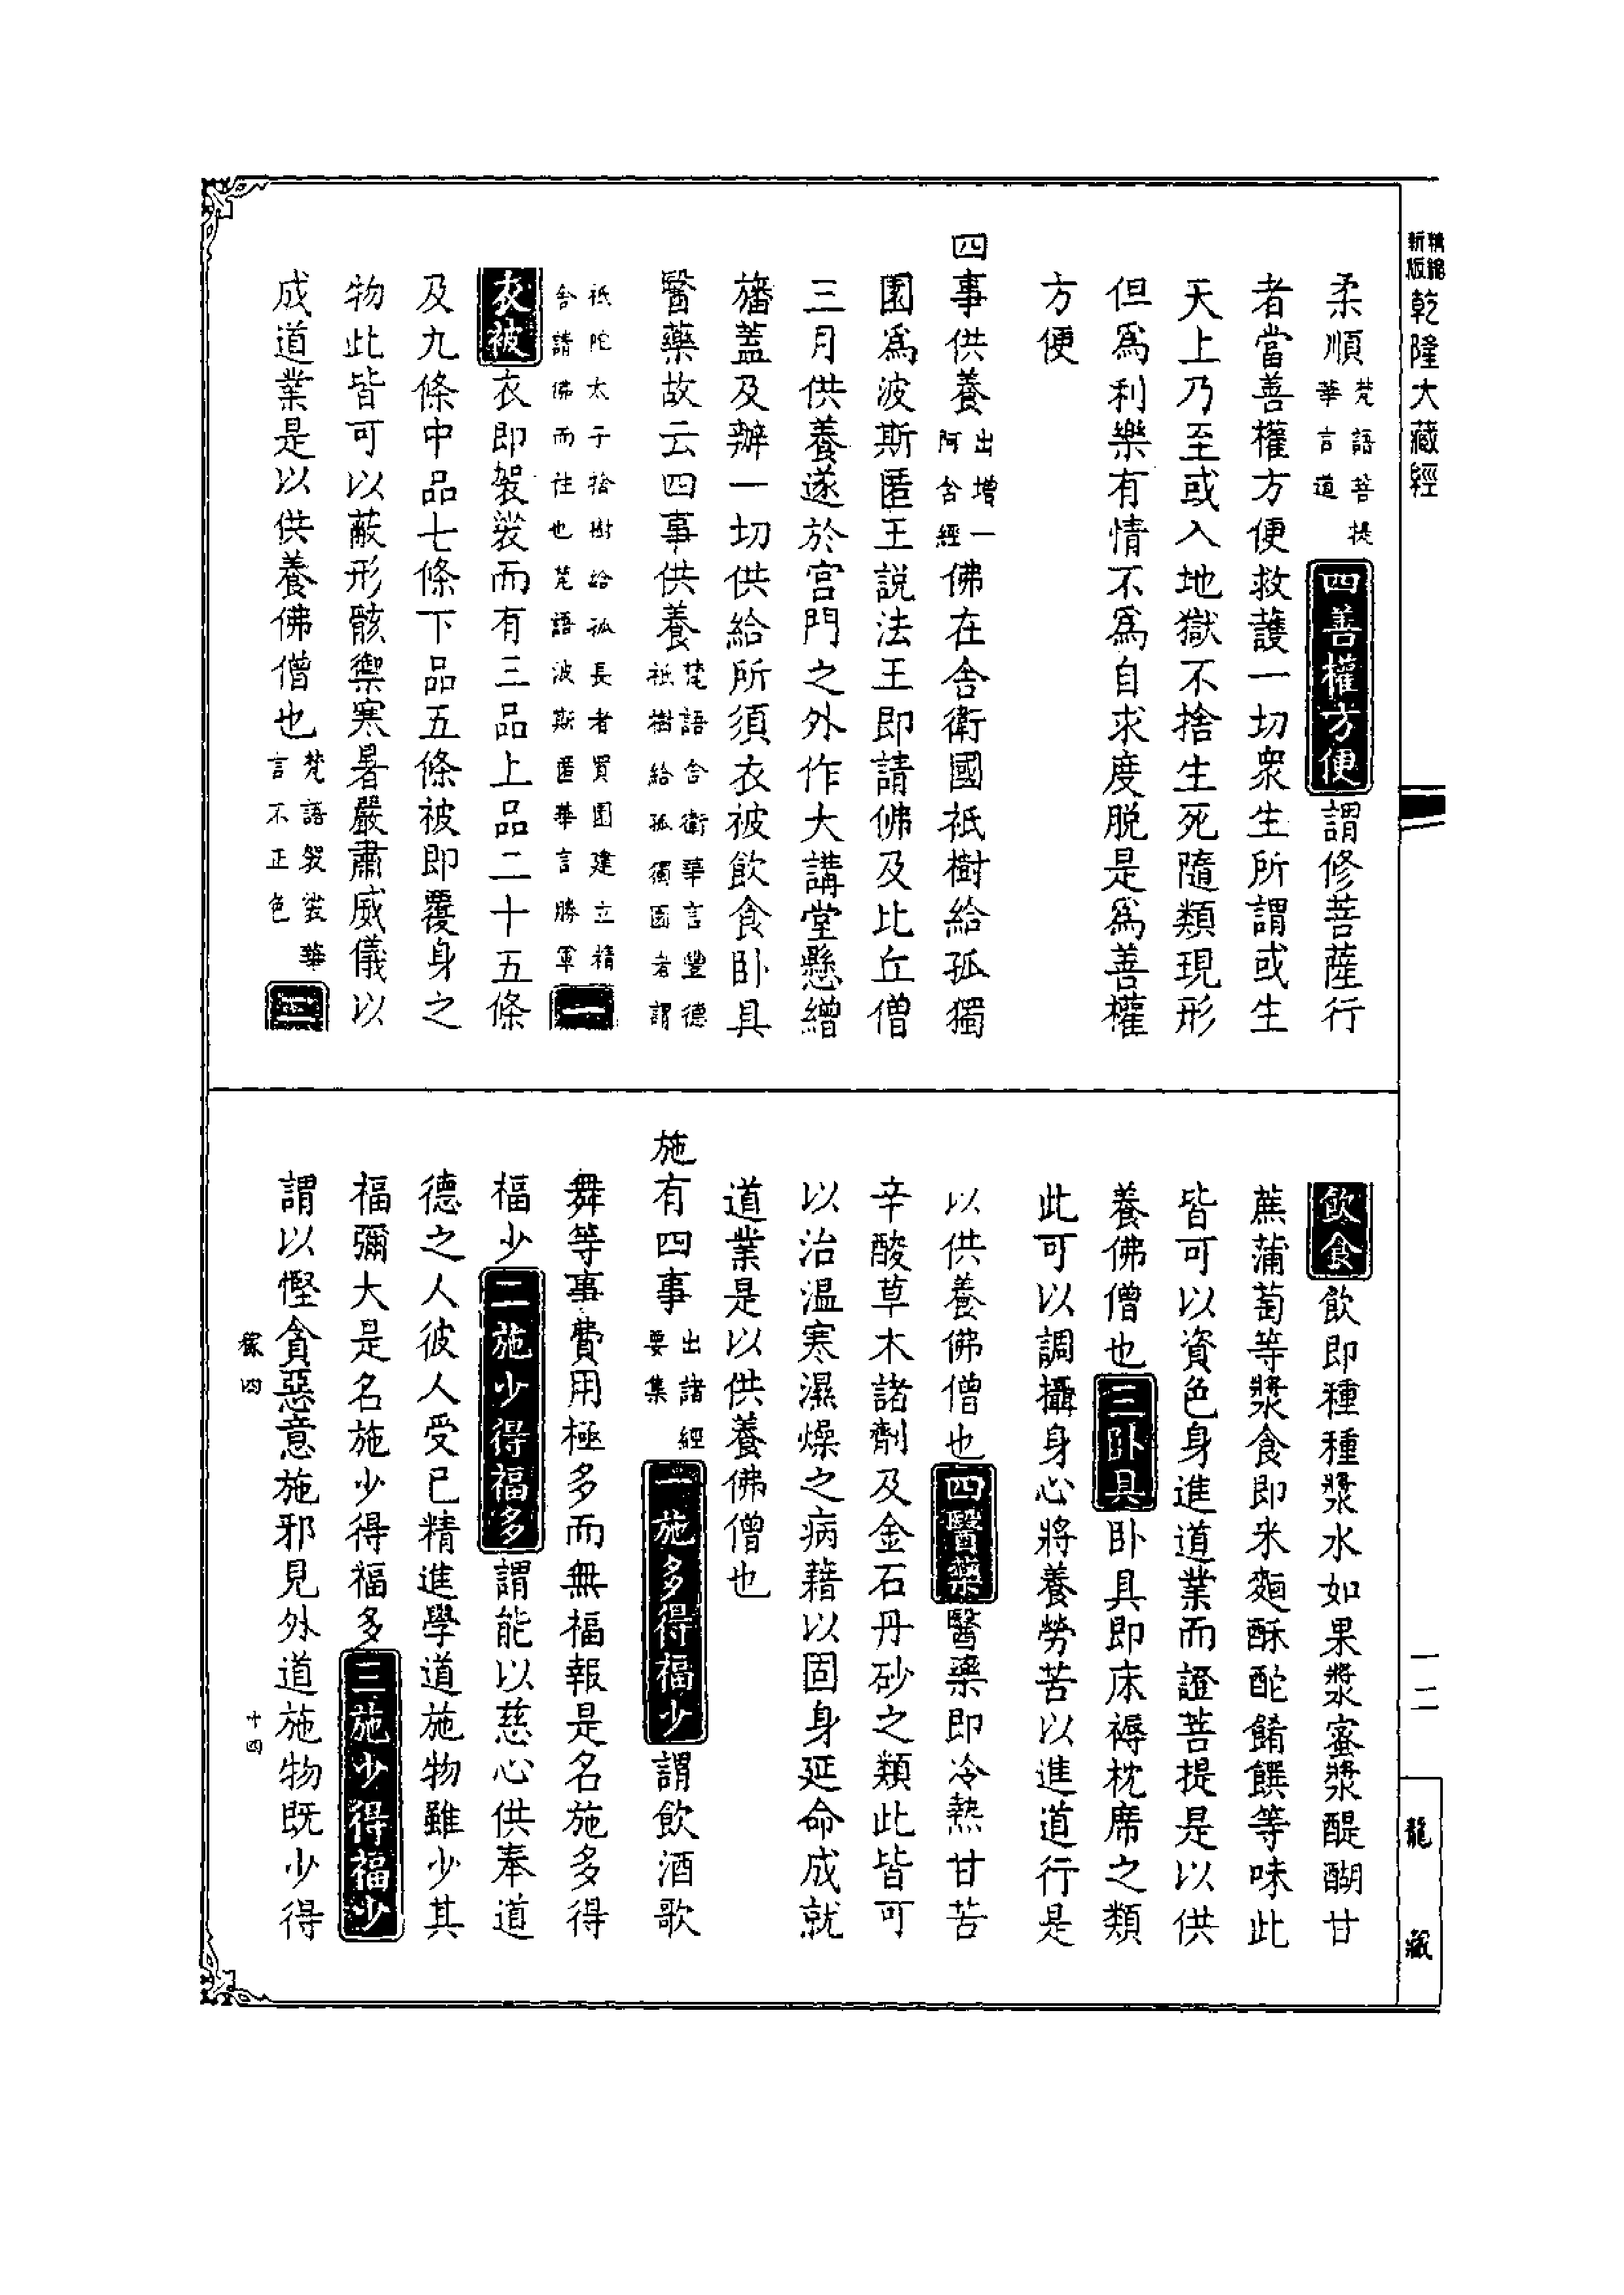 精縮新版乾隆大藏經
柔順梵語菩提華言道四善權方便謂修菩薩行
者當善權方便救護一切衆生所謂或生
天上乃至或入地獄不捨生死隨類現形
但爲利樂有情不爲自求度脱是爲善權
方便
四事供養出增一阿含經佛在舍衛國祇樹給孤獨
園爲波斯匿王説法王即請佛及比丘僧
三月供養遂於宫門之外作大講堂懸繒
旛蓋及辦一切供給所須衣被飲食卧具
醫藥故云四事供養梵語舍衛華言豐德祇樹給孤獨園者謂
祇陀太子捨樹給孤長者買園建立精舍請佛而住也梵語波斯匿華言勝軍一
衣被衣即袈裟而有三品上品二十五條
及九條中品七條下品五條被即覆身之
物此皆可以蔽形骸禦寒暑嚴肅威儀以
成道業是以供養佛僧也梵語袈裟華言不正色二
飲食飲即種種漿水如果漿蜜漿醍醐甘
蔗蒲萄等漿食即米麵酥酡餚饌等味此
皆可以資色身進道業而證菩提是以供
養佛僧也三卧具卧具即床褥枕席之類
此可以調攝身心將養勞苦以進道行是
以供養佛僧也四醫藥醫藥即冷熱甘苦
辛酸草木諸劑及金石丹砂之類此皆可
以治温寒濕燥之病藉以固身延命成就
道業是以供養佛僧也
施有四事出諸經要集一施多得福少謂飲酒歌
舞等事費用極多而無福報是名施多得
福少二施少得福多謂能以慈心供奉道
德之人彼人受已精進學道施物雖少其
福彌大是名施少得福多三施少得福少
謂以慳貪惡意施邪見外道施物既少得
稼四
十四
一二
龍藏